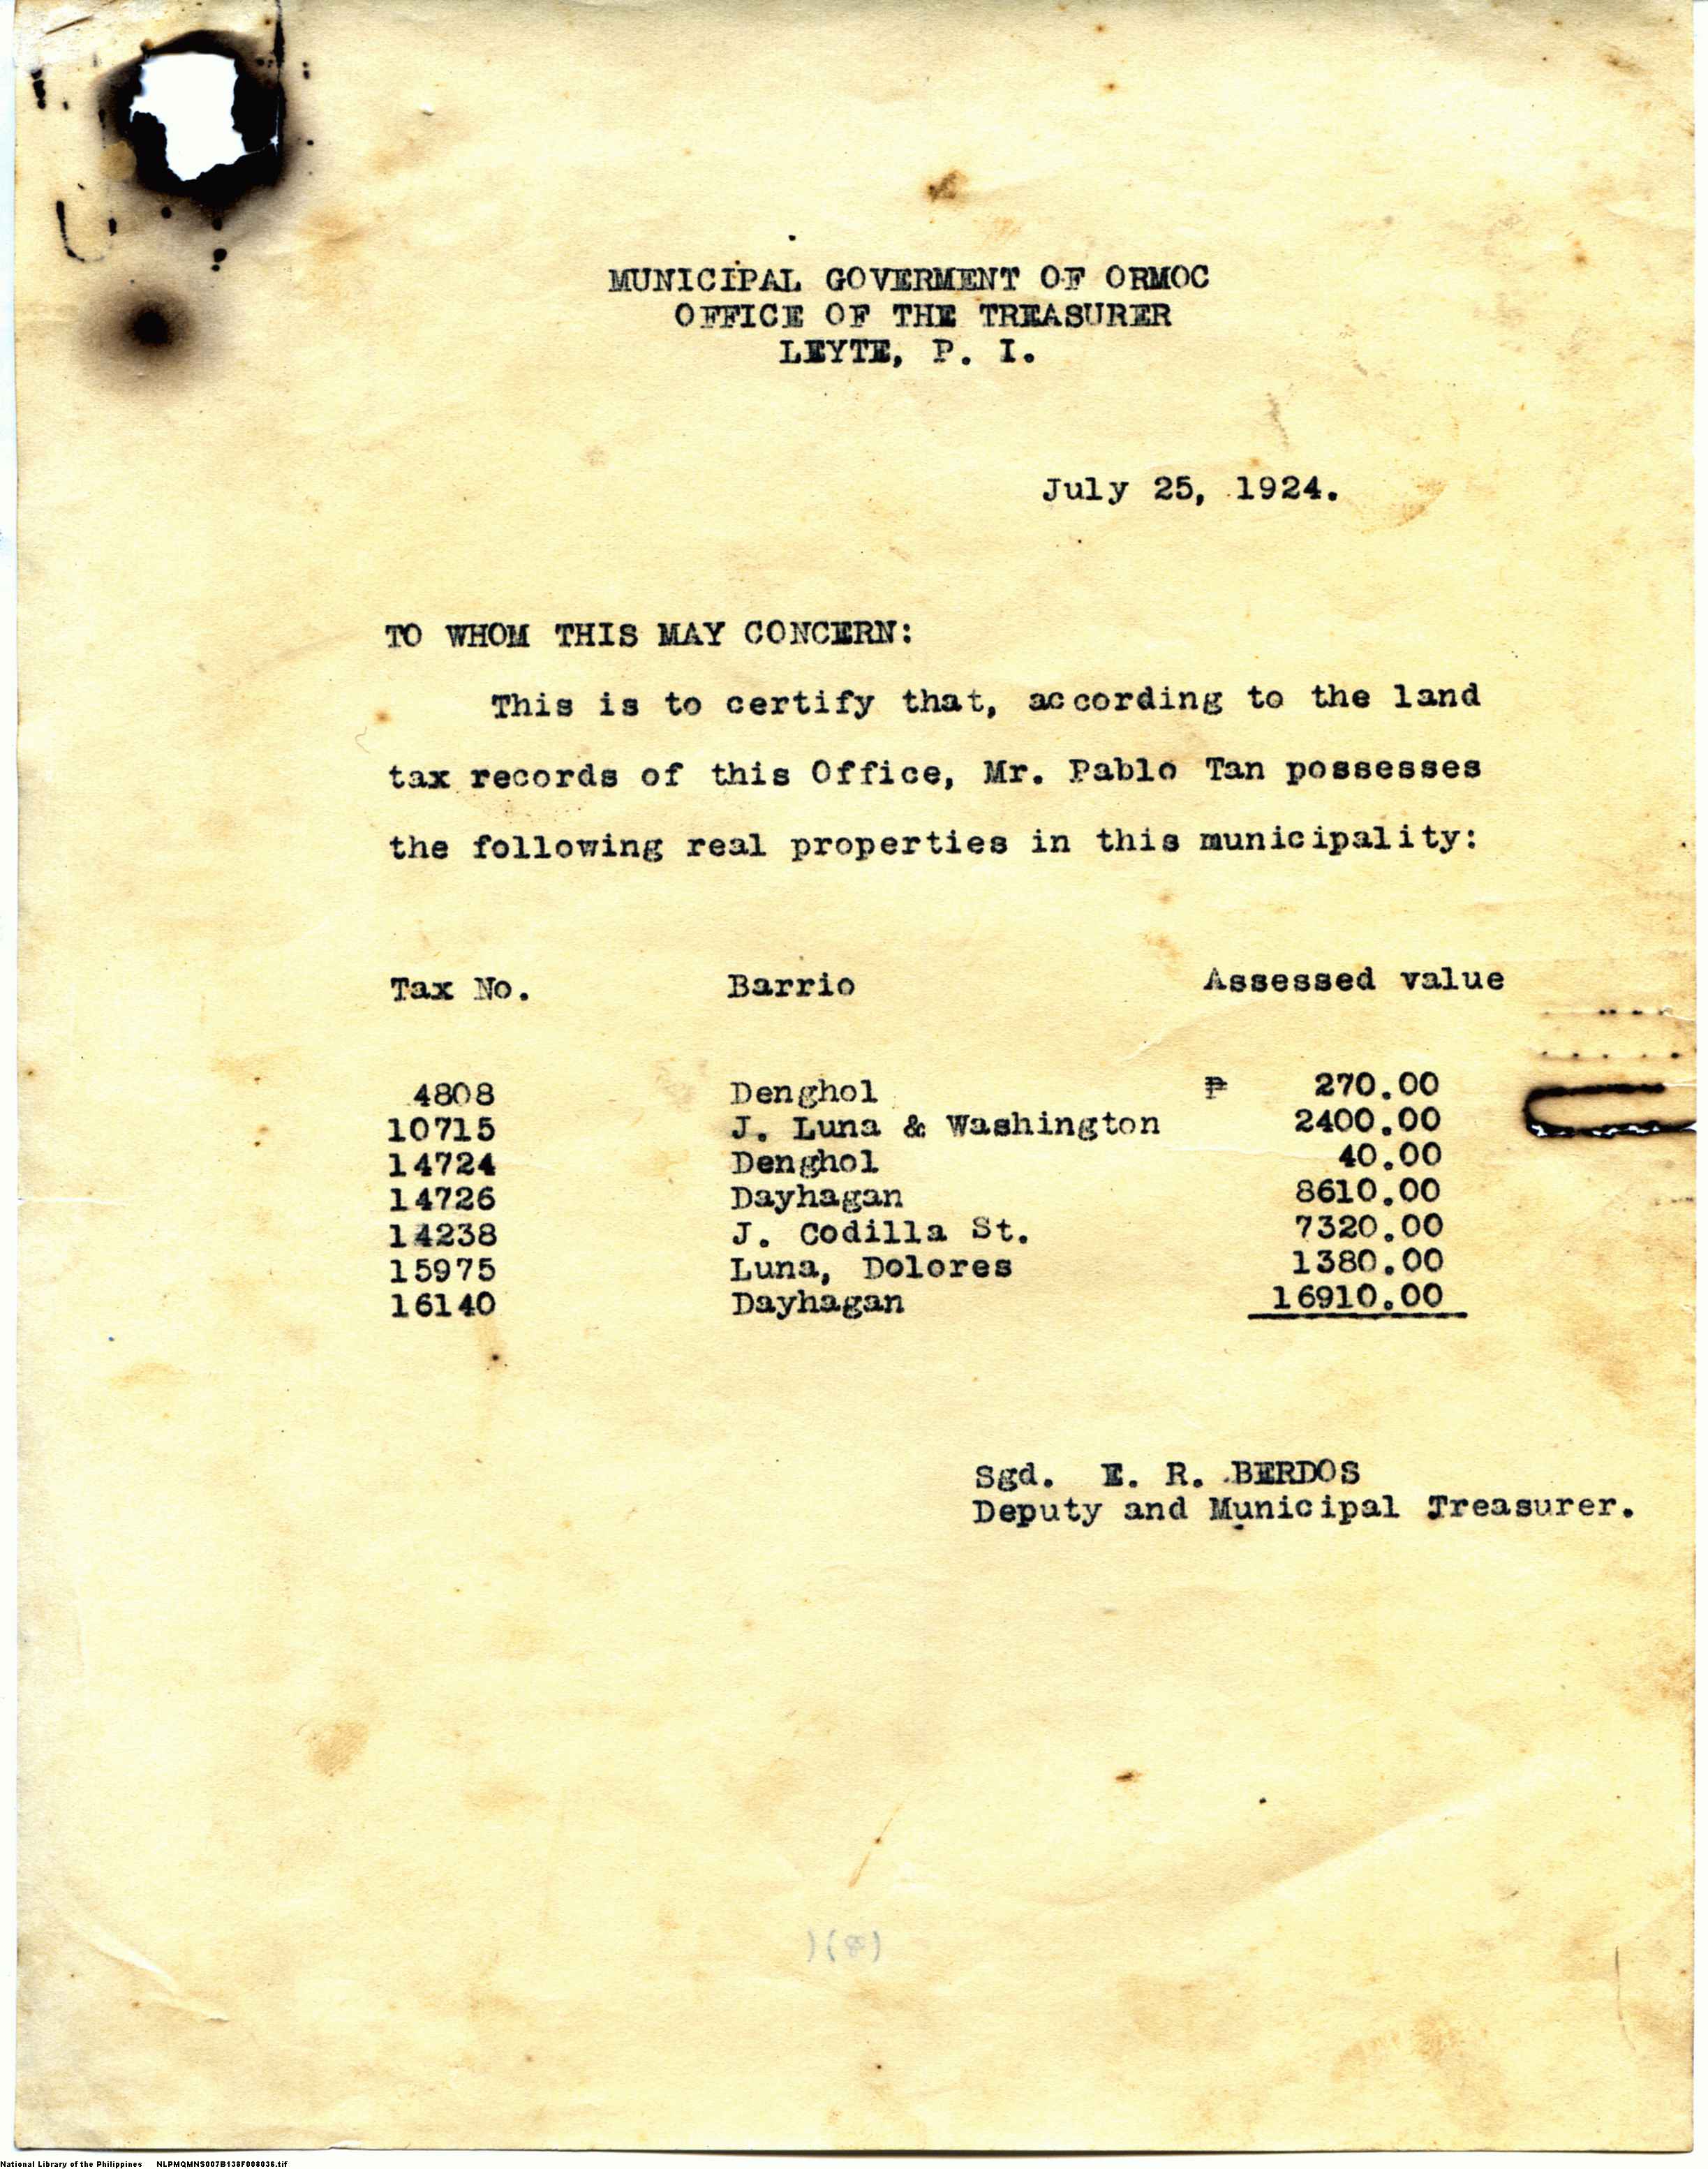 MUNICIPAL GOVERMENT OF ORMOC
OFFICE OF THE TREASURER
LEYTE, P. I.
July 25, 1924.
TO WHOM THIS MAY CONCERN:
This is to certify that, according to the land
tax records of this Office, Mr. Pablo Tan possesses
the following real properties in this municipality:
Tax No. Barrio Assessed value
4808 Denghol ₱ 270.00
10715 J. Luna & Washington 2400.00
14724 Denghol 40.00
14726 Dayhagan 8610.00
14238 J. Codilla St. 7320.00
15975 Luna, Dolores 1380.00
16140 Dayhagan 16910.00
Sgd. E. R. BERDOS
Deputy and Municipal Treasurer.
National Library of the Philippines NLPMQMNS007B138F008036.tif